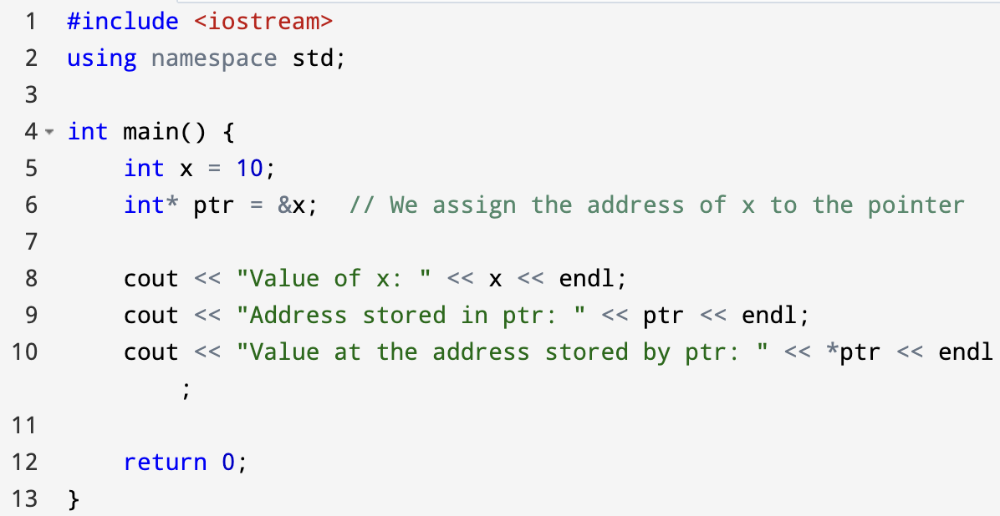 1 #include <iostream>
2 using namespace std;
3
4 int main() {
5     int x = 10;
6     int* ptr = &x;  // We assign the address of x to the pointer
7
8     cout << "Value of x: " << x << endl;
9     cout << "Address stored in ptr: " << ptr << endl;
10     cout << "Value at the address stored by ptr: " << *ptr << endl
;
11
12     return 0;
13 }